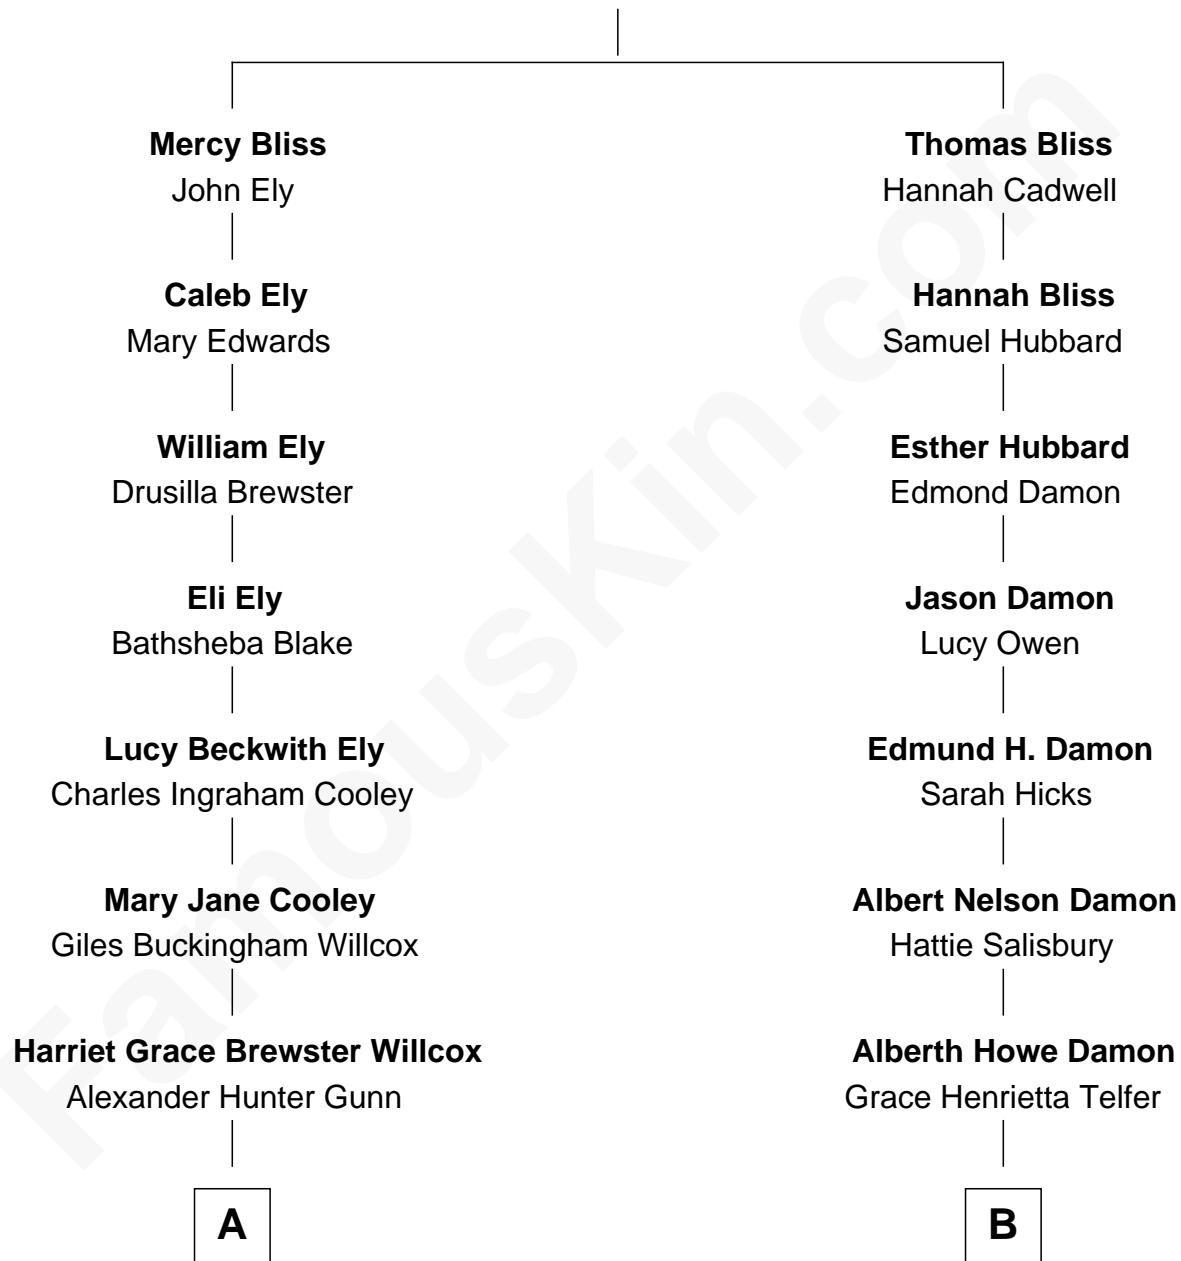 Mercy Bliss
John Ely
Caleb Ely
Mary Edwards
William Ely
Drusilla Brewster
Eli Ely
Bathsheba Blake
Lucy Beckwith Ely
Charles Ingraham Cooley
Mary Jane Cooley
Giles Buckingham Willcox
Harriet Grace Brewster Willcox
Alexander Hunter Gunn
A
Thomas Bliss
Hannah Cadwell
Hannah Bliss
Samuel Hubbard
Esther Hubbard
Edmond Damon
Jason Damon
Lucy Owen
Edmund H. Damon
Sarah Hicks
Albert Nelson Damon
Hattie Salisbury
Alberth Howe Damon
Grace Henrietta Telfer
B
FamousKin.com